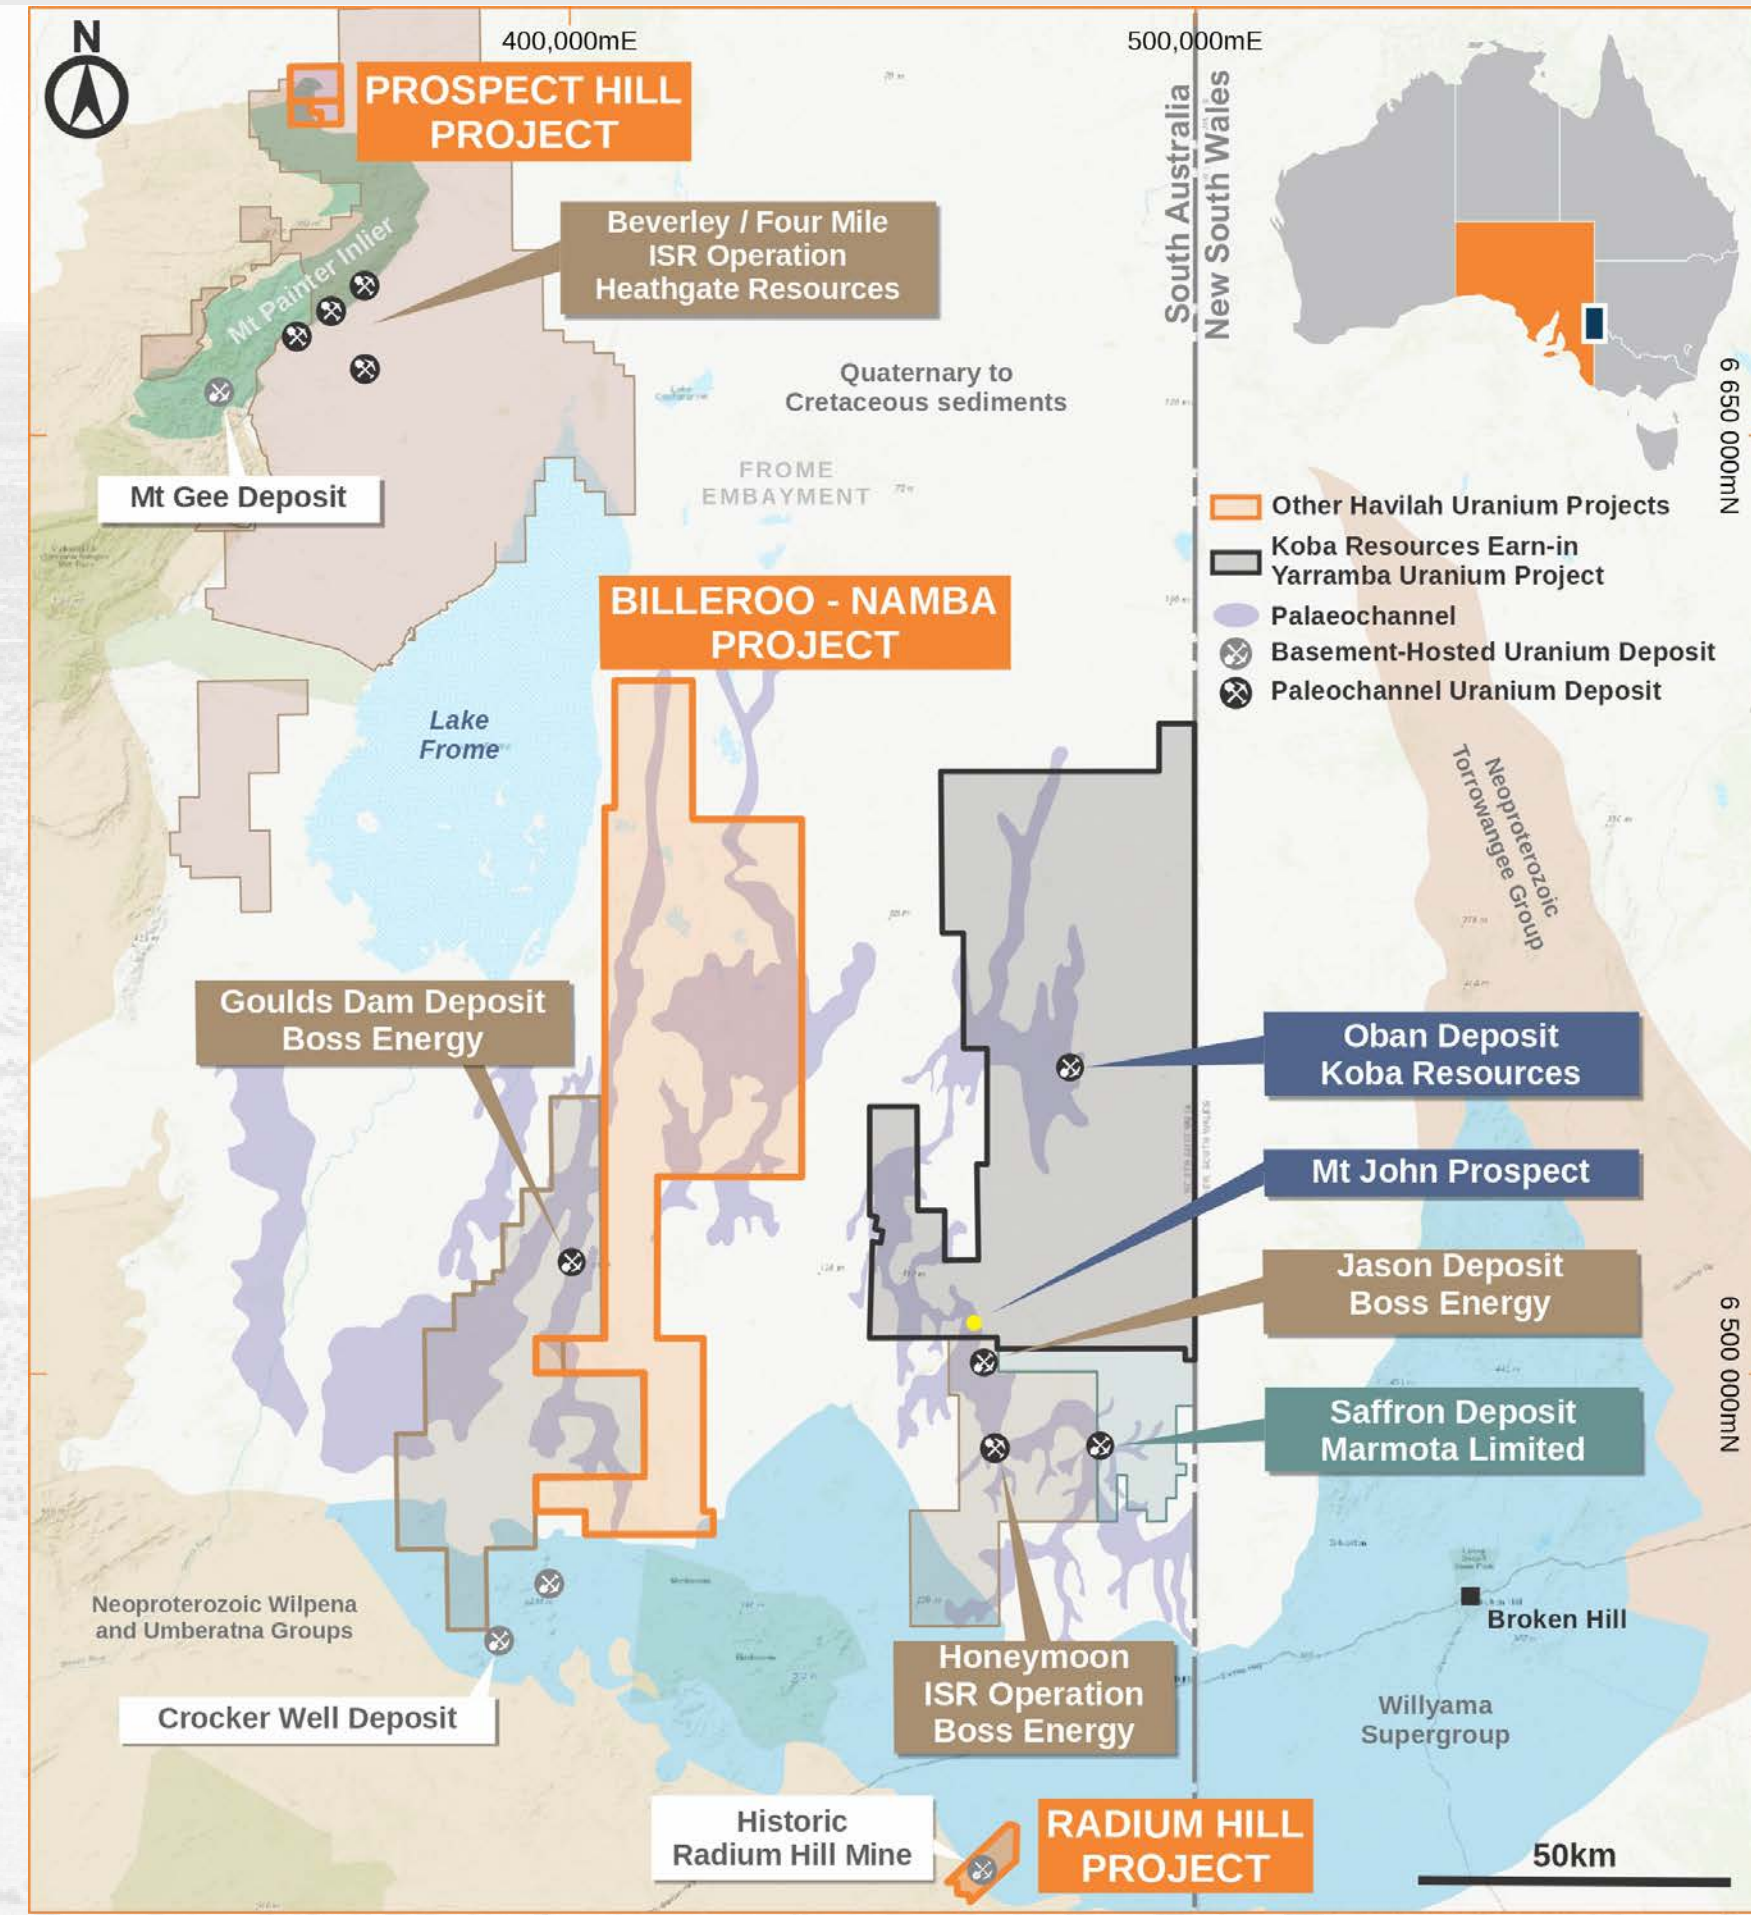 N
400,000mE
500,000mE
PROSPECT HILL
PROJECT
South Australia
New South Wales
Beverley / Four Mile
ISR Operation
Heathgate Resources
Mt Painter Inlier
Quaternary to
Cretaceous sediments
6 650 000mN
FROME
EMBAYMENT
Mt Gee Deposit
Other Havilah Uranium Projects
Koba Resources Earn-in
Yarramba Uranium Project
Palaeochannel
Basement-Hosted Uranium Deposit
Paleochannel Uranium Deposit
BILLEROO - NAMBA
PROJECT
Lake
Frome
Neoproterozoic
Torrowangee Group
Goulds Dam Deposit
Boss Energy
Oban Deposit
Koba Resources
Mt John Prospect
Jason Deposit
Boss Energy
6 500 000mN
Saffron Deposit
Marmota Limited
Neoproterozoic Wilpena
and Umberatna Groups
Broken Hill
Honeymoon
ISR Operation
Boss Energy
Crocker Well Deposit
Willyama
Supergroup
Historic
Radium Hill Mine
RADIUM HILL
PROJECT
50km